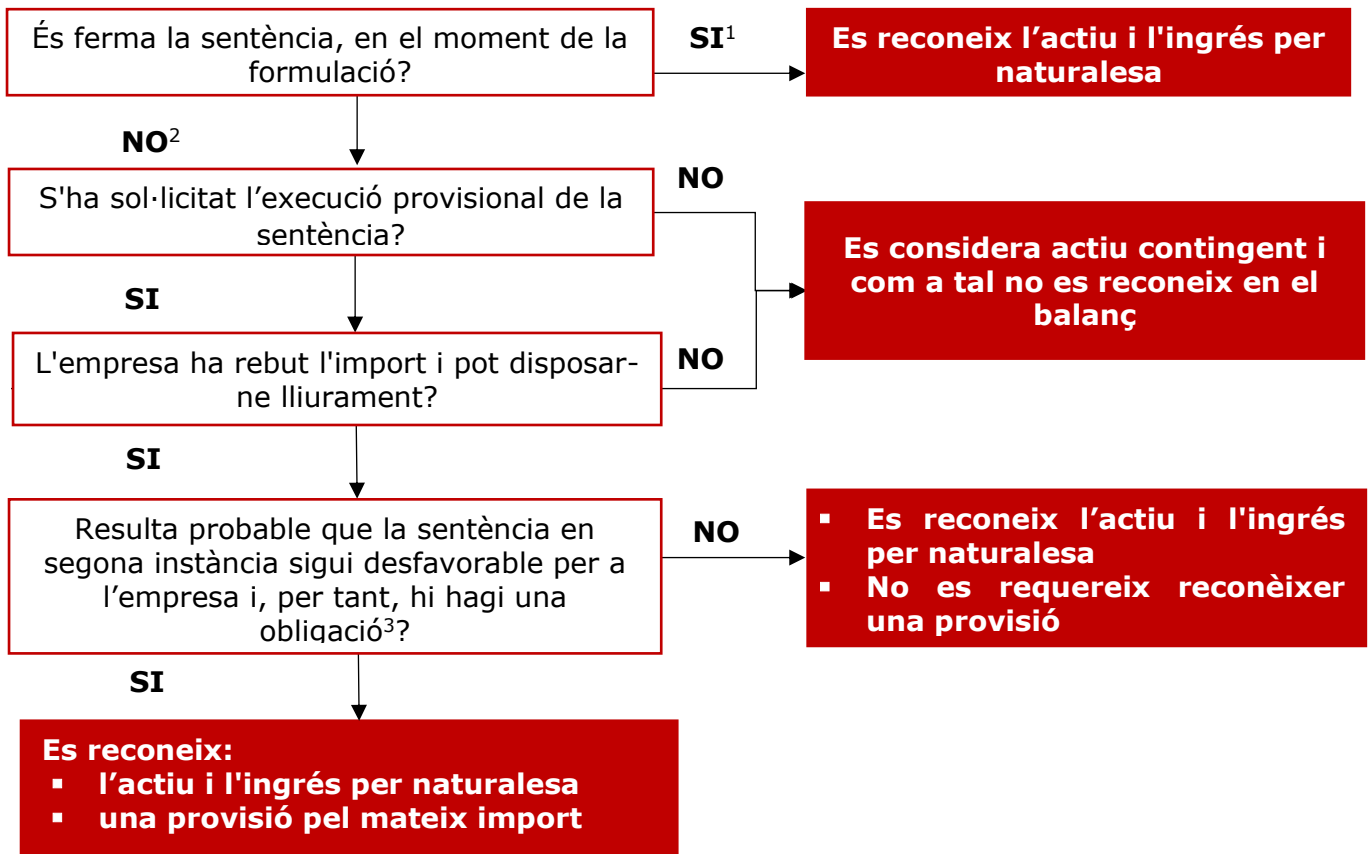 És ferma la sentència, en el moment de la
formulació?
SI¹
Es reconeix l’actiu i l'ingrés per
naturalesa
NO²
S'ha sol·licitat l’execució provisional de la
sentència?
NO
Es considera actiu contingent i
com a tal no es reconeix en el
balanç
SI
L'empresa ha rebut l'import i pot disposar-
ne lliurament?
NO
SI
Resulta probable que la sentència en
segona instància sigui desfavorable per a
l’empresa i, per tant, hi hagi una
obligació³?
NO
▪ Es reconeix l’actiu i l'ingrés
per naturalesa
▪ No es requereix reconèixer
una provisió
SI
Es reconeix:
▪ l’actiu i l'ingrés per naturalesa
▪ una provisió pel mateix import